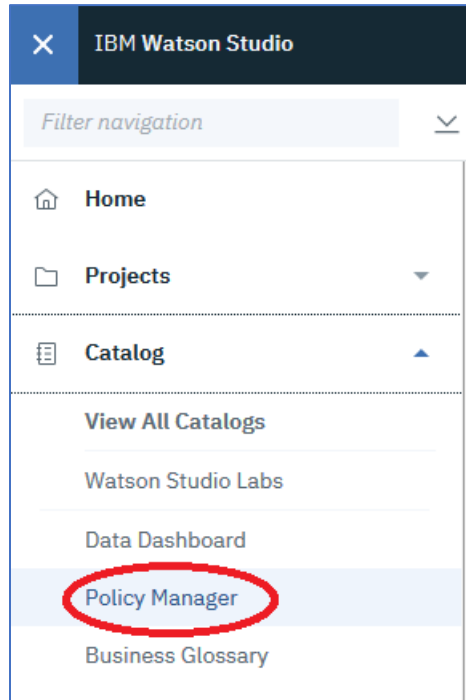 IBM Watson Studio
Filter navigation
Home
Projects
Catalog
View All Catalogs
Watson Studio Labs
Data Dashboard
Policy Manager
Business Glossary